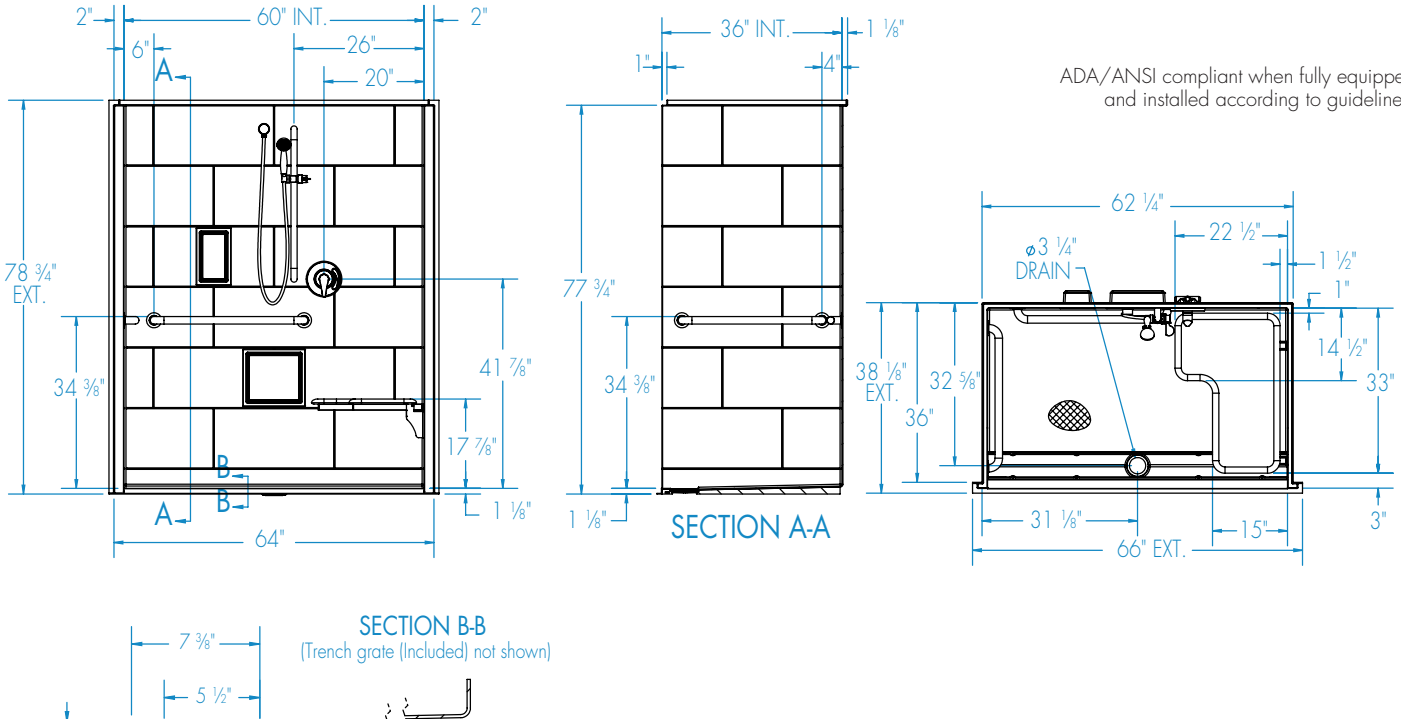 2"
60" INT.
2"
6"
26"
A
20"
78 ¾"
EXT.
34 ⅜"
41 ⅞"
17 ⅞"
B
B
A
1 ⅛"
64"
36" INT.
1 ⅛"
1"
4"
77 ¾"
34 ⅜"
1 ⅛"
SECTION A-A
ADA/ANSI compliant when fully equippe
and installed according to guideline
62 ¼"
22 ½"
ø3 ¼"
DRAIN
1 ½"
1"
14 ½"
38 ⅛"
EXT.
32 ⅝"
36"
33"
31 ⅛"
15"
3"
66" EXT.
SECTION B-B
(Trench grate (Included) not shown)
7 ⅜"
5 ½"